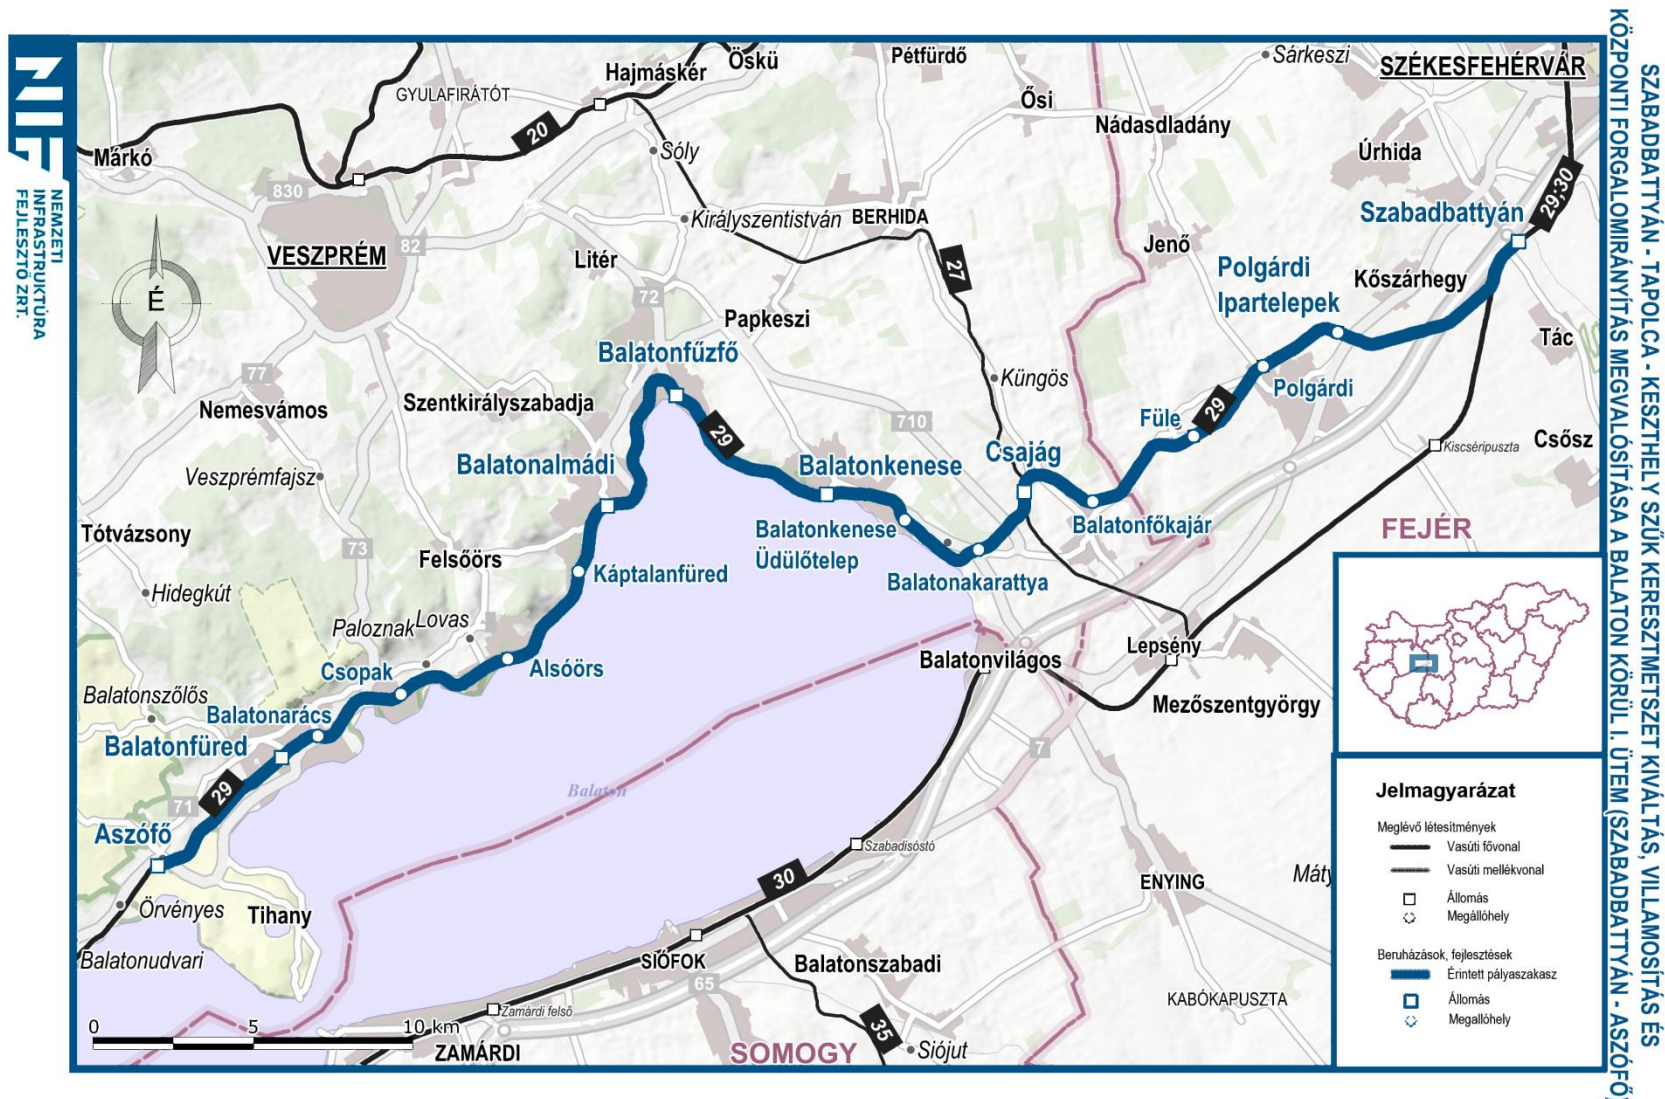 NIF
NEMZETI
INFRASTRUKTÚRA
FEJLESZTŐ ZRT.
SZABADBATTYÁN - TAPOLCA - KESZTHELY SZŰK KERESZTMETSZET KIVÁLTÁS, VILLAMOSÍTÁS ÉS
KÖZPONTI FORGALOMIRÁNYÍTÁS MEGVALÓSÍTÁSA A BALATON KÖRÜL I. ÜTEM (SZABADBATTYÁN - ASZÓFŐ)
Öskü
Pétfürdő
Sárkeszi
SZÉKESFEHÉRVÁR
Hajmáskér
GYULAFIRÁTÓT
Ősi
Nádasdladány
20
Márkó
Sóly
Úrhida
830
29;30
Királyszentistván
BERHIDA
Szabadbattyán
82
VESZPRÉM
Litér
Jenő
27
Polgárdi
Ipartelepek
Kőszárhegy
É
72
Papkeszi
Tác
Balatonfűzfő
77
Küngös
Polgárdi
Nemesvámos
Szentkirályszabadja
29
710
Füle
29
Csősz
Kiscséripuszta
Veszprémfajsz
Balatonalmádi
Balatonkenese
Csajág
Tótvázsony
73
Felsőörs
Balatonkenese
Üdülőtelep
Balatonfőkajár
FEJÉR
Káptalanfüred
Balatonakarattya
Hidegkút
Paloznak
Lovas
Lepsény
Csopak
Alsóörs
Balatonvilágos
Balatonszőlős
Balatonarács
Mezőszentgyörgy
Balatonfüred
7
71
29
Balaton
Jelmagyarázat
Meglévő létesítmények
Vasúti fővonal
Vasúti mellékvonal
Állomás
Megállóhely
Beruházások, fejlesztések
Érintett pályaszakasz
Állomás
Megallóhely
Aszófő
Szabadisóstó
30
ENYING
Máty
Örvényes
Tihany
Balatonudvari
SIÓFOK
Balatonszabadi
65
KABÓKAPUSZTA
Zamárdi felső
0
5
10 km
35
ZAMÁRDI
SOMOGY
Siójut